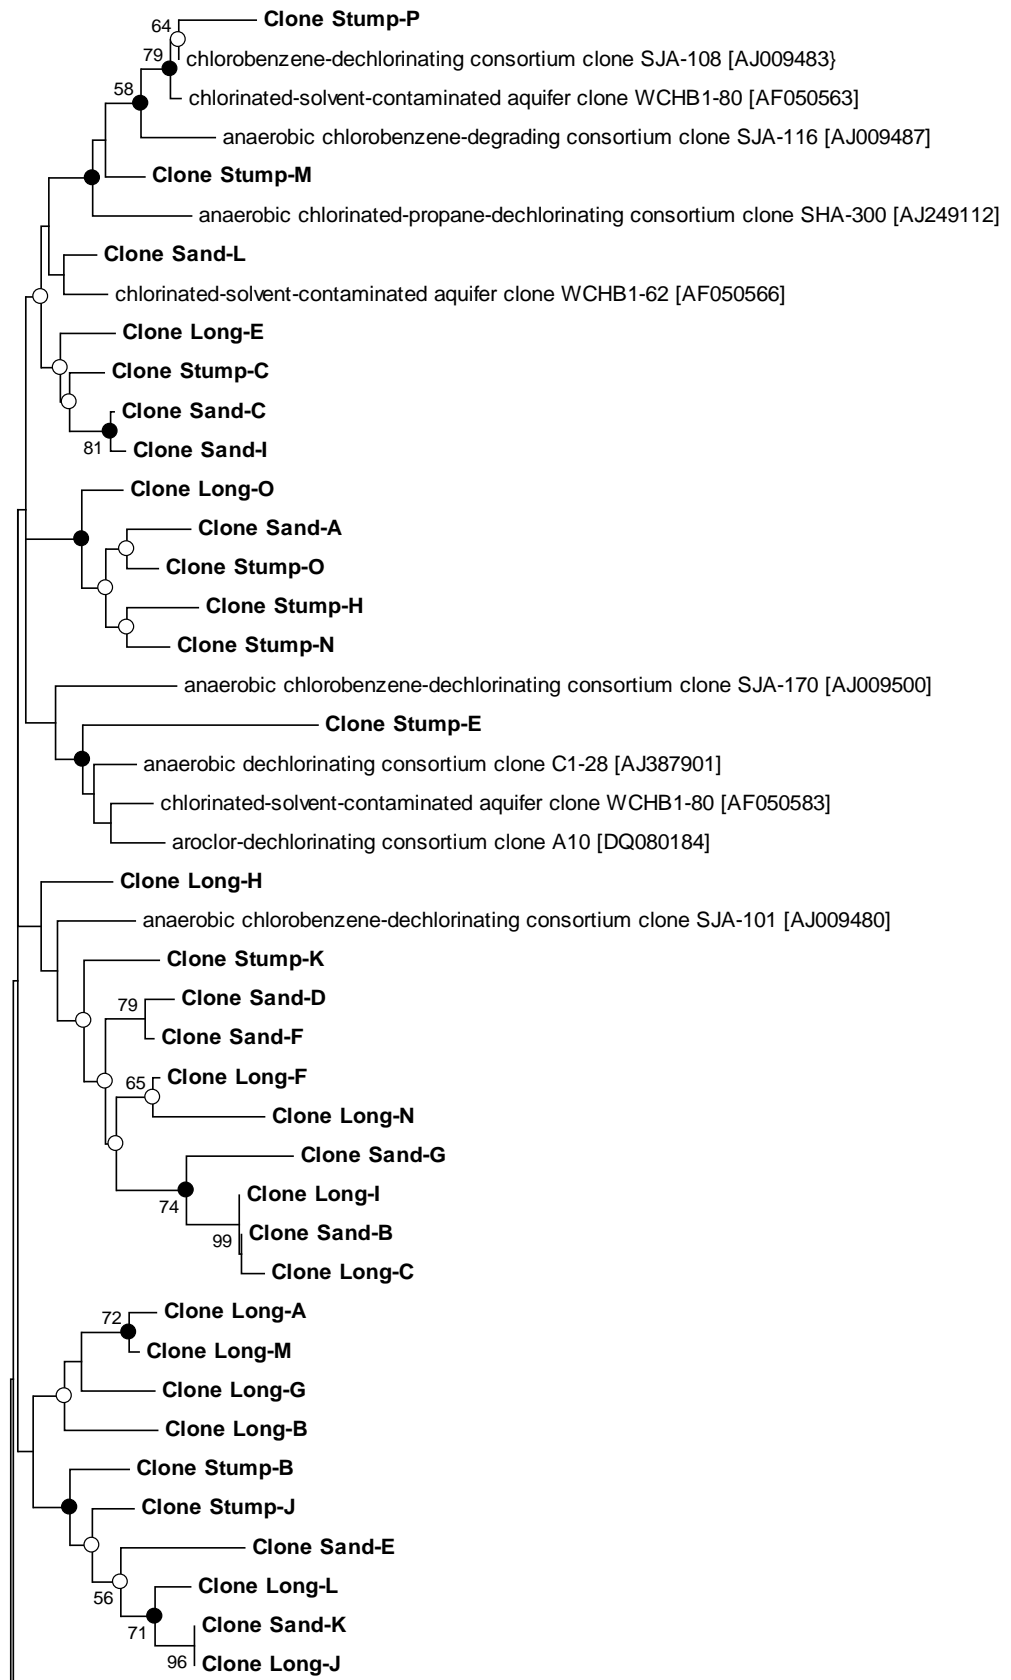 64
Clone Stump-P
79
chlorobenzene-dechlorinating consortium clone SJA-108 [AJ009483}
58
chlorinated-solvent-contaminated aquifer clone WCHB1-80 [AF050563]
anaerobic chlorobenzene-degrading consortium clone SJA-116 [AJ009487]
Clone Stump-M
anaerobic chlorinated-propane-dechlorinating consortium clone SHA-300 [AJ249112]
Clone Sand-L
chlorinated-solvent-contaminated aquifer clone WCHB1-62 [AF050566]
Clone Long-E
Clone Stump-C
Clone Sand-C
81
Clone Sand-I
Clone Long-O
Clone Sand-A
Clone Stump-O
Clone Stump-H
Clone Stump-N
anaerobic chlorobenzene-dechlorinating consortium clone SJA-170 [AJ009500]
Clone Stump-E
anaerobic dechlorinating consortium clone C1-28 [AJ387901]
chlorinated-solvent-contaminated aquifer clone WCHB1-80 [AF050583]
aroclor-dechlorinating consortium clone A10 [DQ080184]
Clone Long-H
anaerobic chlorobenzene-dechlorinating consortium clone SJA-101 [AJ009480]
Clone Stump-K
79
Clone Sand-D
Clone Sand-F
65
Clone Long-F
Clone Long-N
Clone Sand-G
74
Clone Long-I
99
Clone Sand-B
Clone Long-C
72
Clone Long-A
Clone Long-M
Clone Long-G
Clone Long-B
Clone Stump-B
Clone Stump-J
Clone Sand-E
56
Clone Long-L
71
Clone Sand-K
96
Clone Long-J